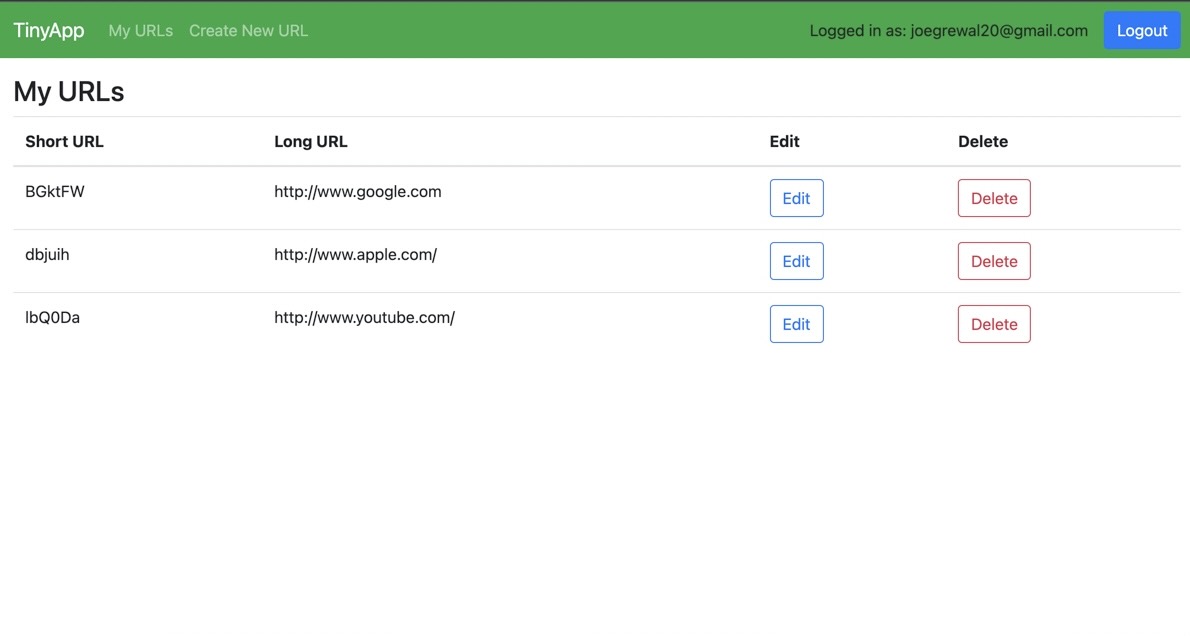 TinyApp My URLs Create New URL Logged in as: joegrewal20@gmail.com Logout
My URLs
Short URL Long URL Edit Delete
BGktFW http://www.google.com Edit Delete
dbjuih http://www.apple.com/ Edit Delete
lbQ0Da http://www.youtube.com/ Edit Delete